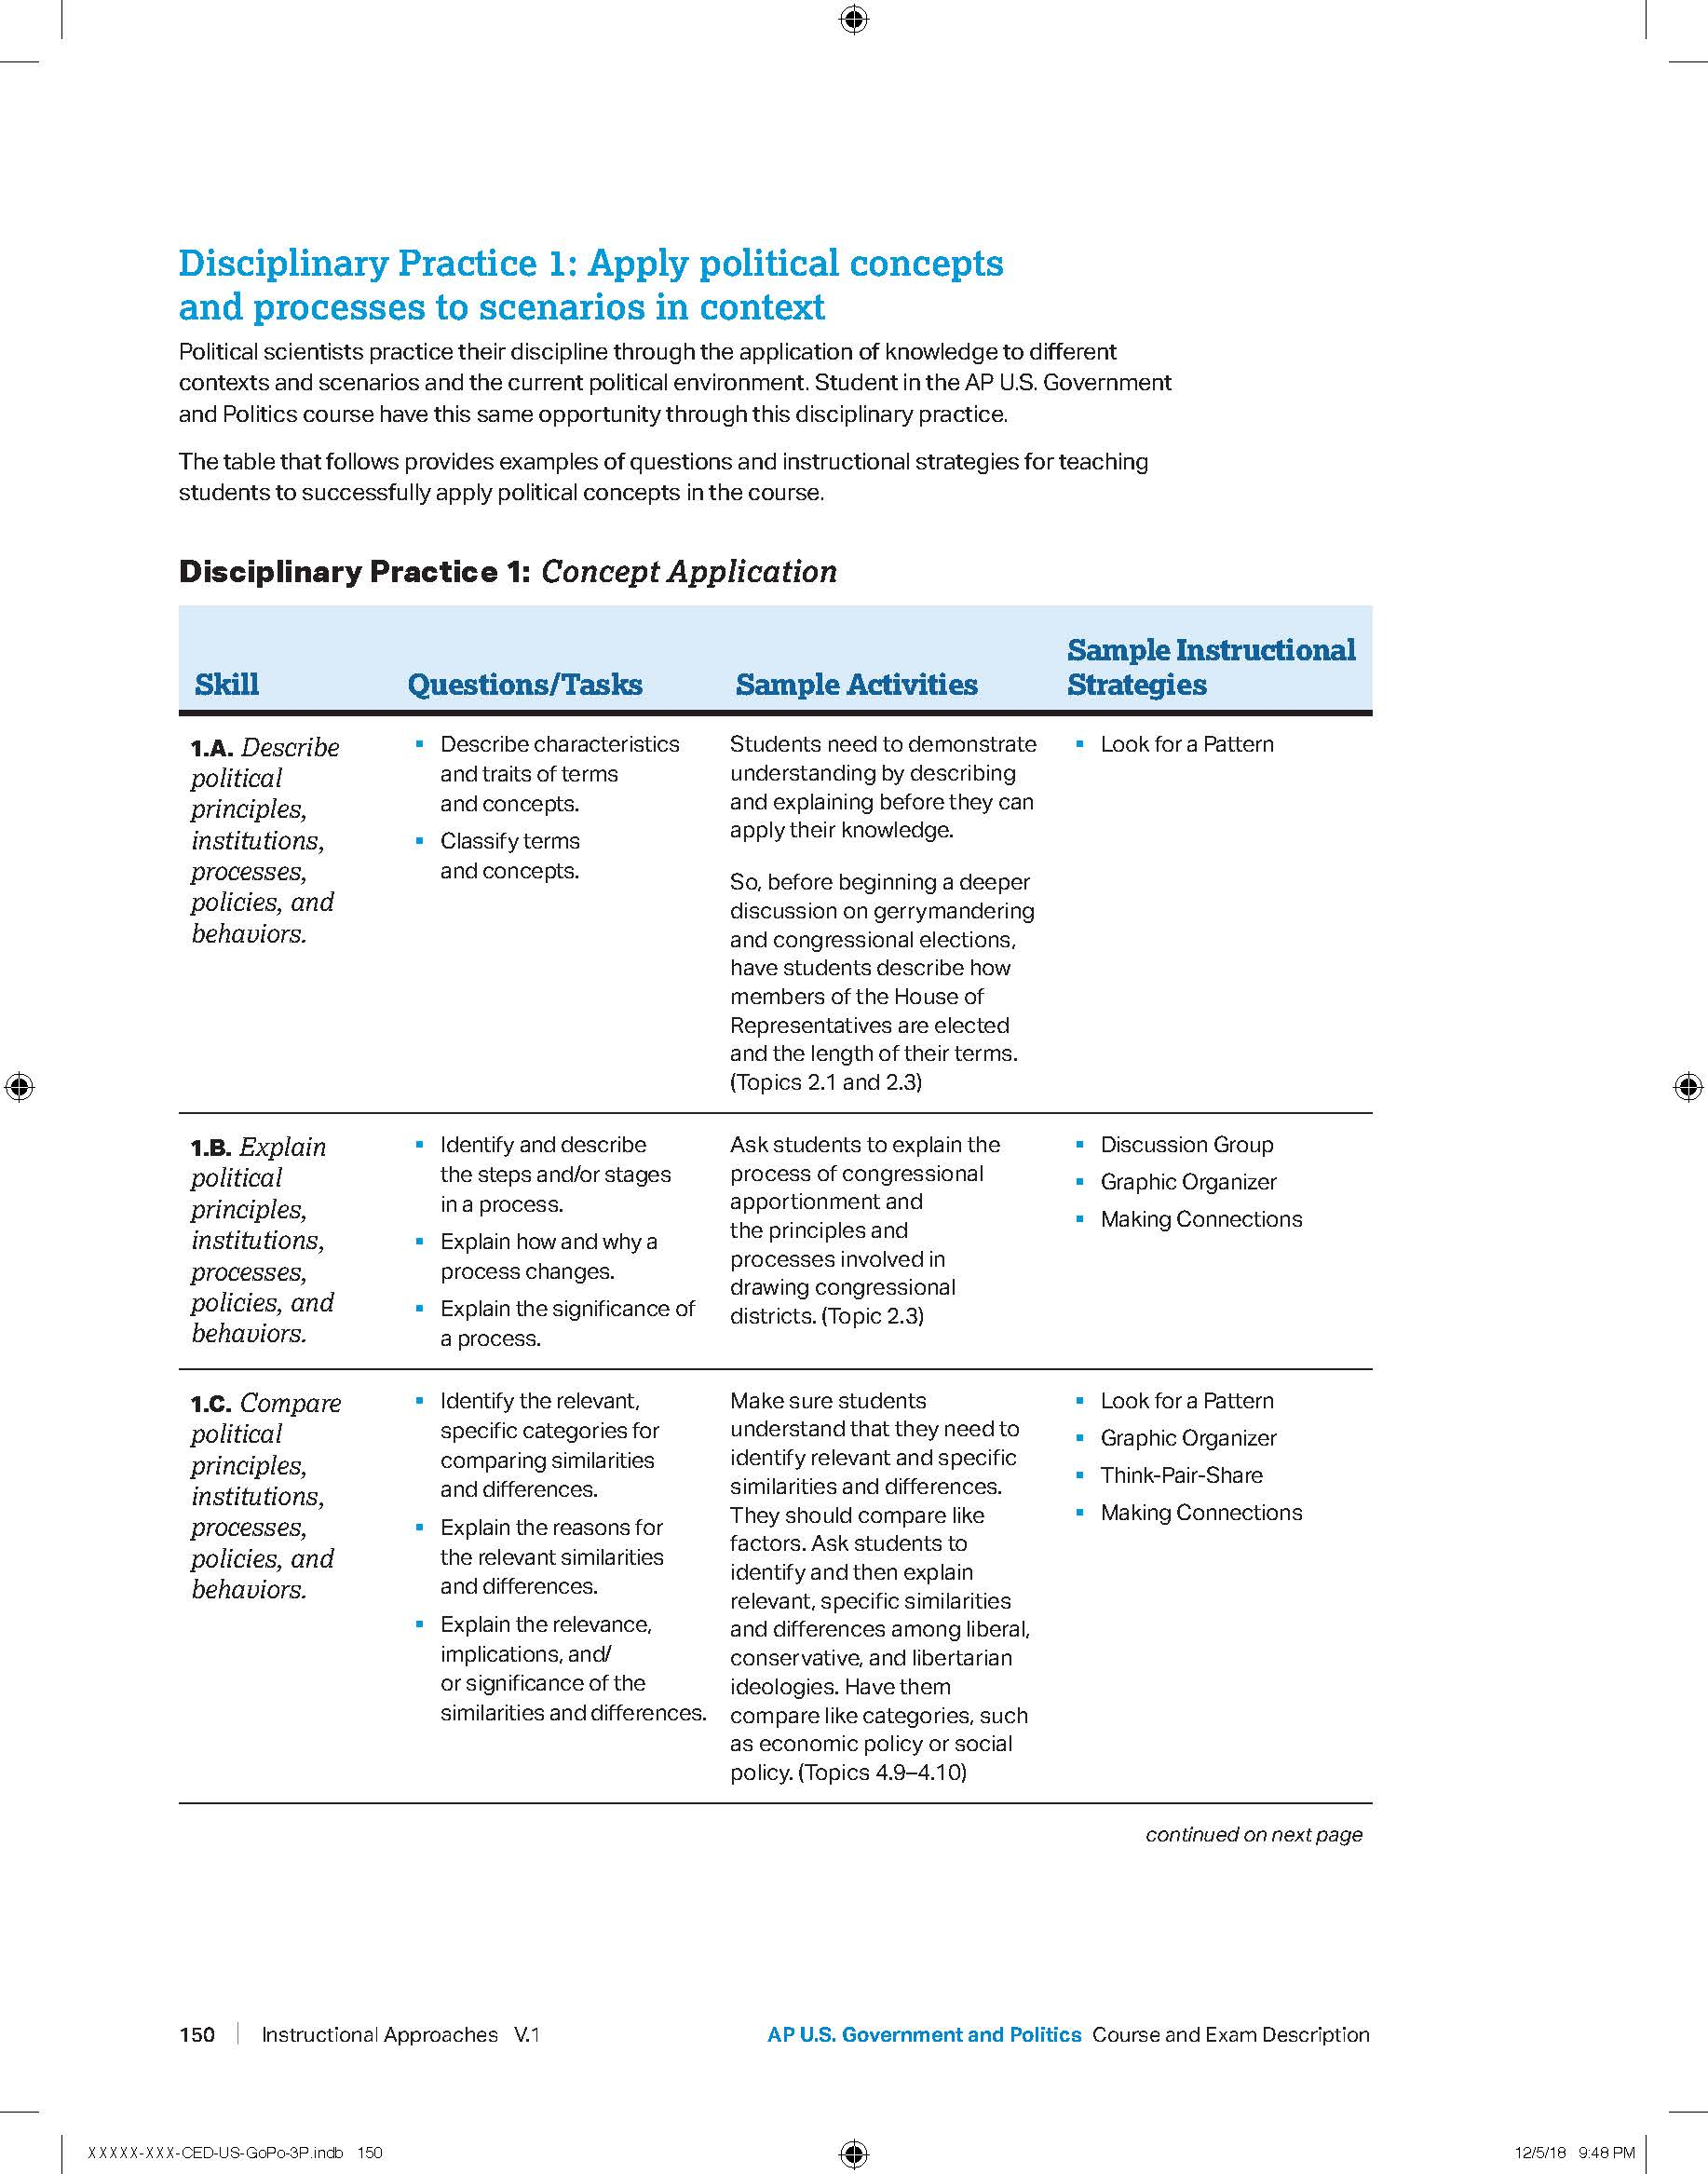 Disciplinary Practice 1: Apply political concepts
and processes to scenarios in context
Political scientists practice their discipline through the application of knowledge to different
contexts and scenarios and the current political environment. Student in the AP U.S. Government
and Politics course have this same opportunity through this disciplinary practice.
The table that follows provides examples of questions and instructional strategies for teaching
students to successfully apply political concepts in the course.
Disciplinary Practice 1: Concept Application
Skill
Questions/Tasks
Sample Activities
Sample Instructional
Strategies
1.A. Describe
political
principles,
institutions,
processes,
policies, and
behaviors.
▪ Describe characteristics
and traits of terms
and concepts.
▪ Classify terms
and concepts.
Students need to demonstrate
understanding by describing
and explaining before they can
apply their knowledge.
So, before beginning a deeper
discussion on gerrymandering
and congressional elections,
have students describe how
members of the House of
Representatives are elected
and the length of their terms.
(Topics 2.1 and 2.3)
▪ Look for a Pattern
1.B. Explain
political
principles,
institutions,
processes,
policies, and
behaviors.
▪ Identify and describe
the steps and/or stages
in a process.
▪ Explain how and why a
process changes.
▪ Explain the significance of
a process.
Ask students to explain the
process of congressional
apportionment and
the principles and
processes involved in
drawing congressional
districts. (Topic 2.3)
▪ Discussion Group
▪ Graphic Organizer
▪ Making Connections
1.C. Compare
political
principles,
institutions,
processes,
policies, and
behaviors.
▪ Identify the relevant,
specific categories for
comparing similarities
and differences.
▪ Explain the reasons for
the relevant similarities
and differences.
▪ Explain the relevance,
implications, and/
or significance of the
similarities and differences.
Make sure students
understand that they need to
identify relevant and specific
similarities and differences.
They should compare like
factors. Ask students to
identify and then explain
relevant, specific similarities
and differences among liberal,
conservative, and libertarian
ideologies. Have them
compare like categories, such
as economic policy or social
policy. (Topics 4.9–4.10)
▪ Look for a Pattern
▪ Graphic Organizer
▪ Think-Pair-Share
▪ Making Connections
continued on next page
150 | Instructional Approaches V.1
AP U.S. Government and Politics Course and Exam Description
XXXXX-XXX-CED-US-GoPo-3P.indb 150
12/5/18 9:48 PM